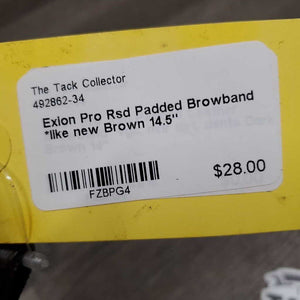 The Tack Collector
492862-34
Exion Pro Rsd Padded Browband
*like new Brown 14.5"
$28.00
FZBPG4